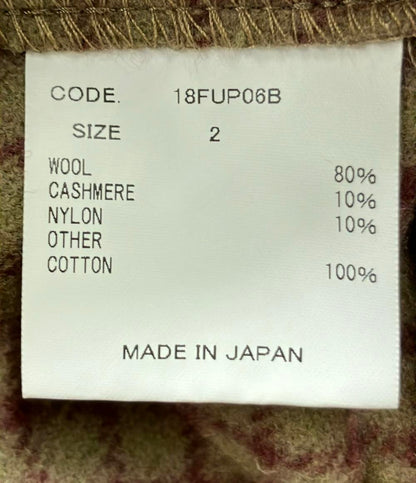 CODE. 18FUP06B
SIZE 2
WOOL 80%
CASHMERE 10%
NYLON 10%
OTHER
COTTON 100%
MADE IN JAPAN